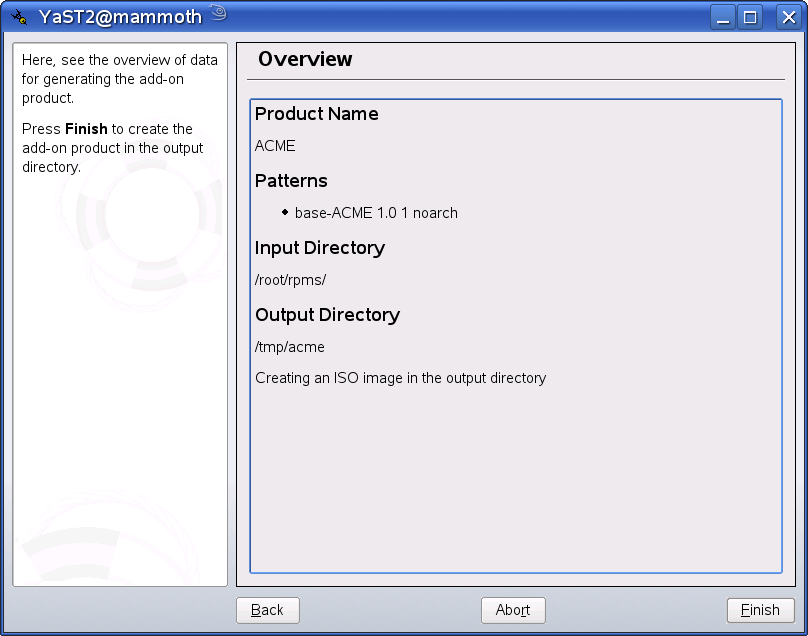 YaST2@mammoth
Here, see the overview of data
for generating the add-on
product.
Press Finish to create the
add-on product in the output
directory.
Overview
Product Name
ACME
Patterns
base-ACME 1.0 1 noarch
Input Directory
/root/rpms/
Output Directory
/tmp/acme
Creating an ISO image in the output directory
Back
Abort
Finish